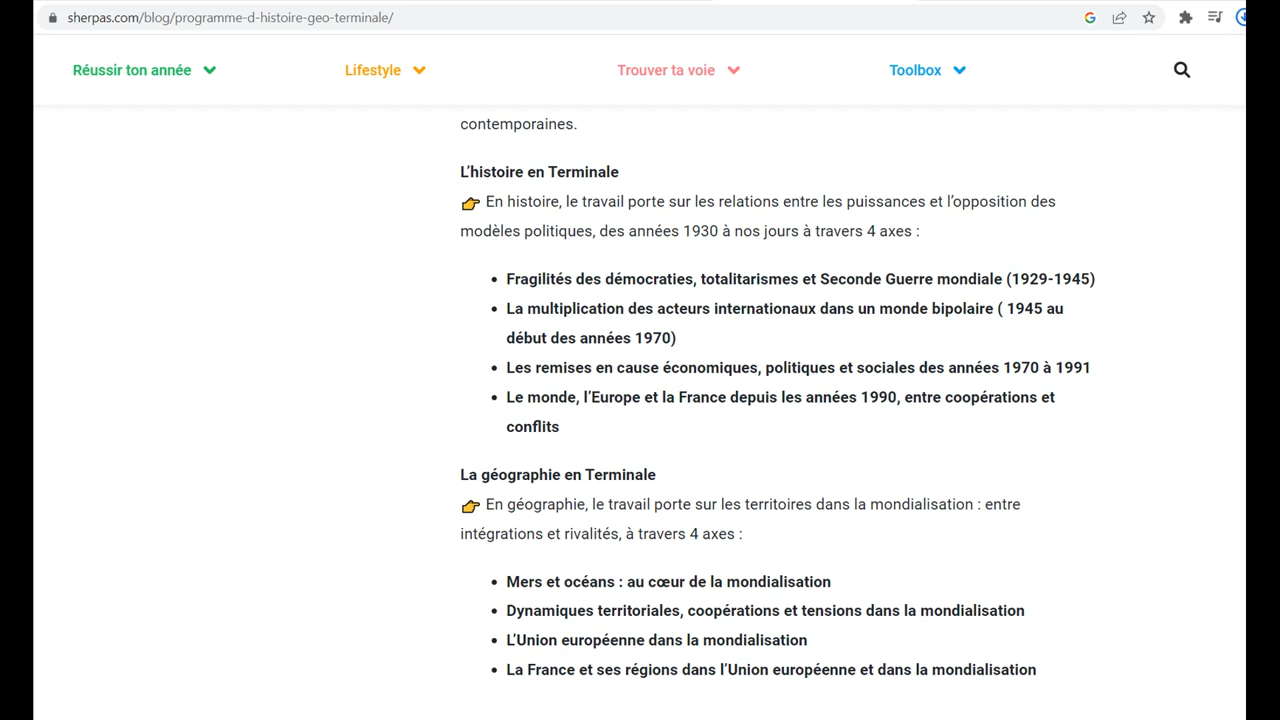 sherpas.com/blog/programme-d-histoire-geo-terminale/
Réussir ton année
Lifestyle
Trouver ta voie
Toolbox
contemporaines.
L’histoire en Terminale
👉 En histoire, le travail porte sur les relations entre les puissances et l’opposition des
modèles politiques, des années 1930 à nos jours à travers 4 axes :
• Fragilités des démocraties, totalitarismes et Seconde Guerre mondiale (1929-1945)
• La multiplication des acteurs internationaux dans un monde bipolaire ( 1945 au
début des années 1970)
• Les remises en cause économiques, politiques et sociales des années 1970 à 1991
• Le monde, l’Europe et la France depuis les années 1990, entre coopérations et
conflits
La géographie en Terminale
👉 En géographie, le travail porte sur les territoires dans la mondialisation : entre
intégrations et rivalités, à travers 4 axes :
• Mers et océans : au cœur de la mondialisation
• Dynamiques territoriales, coopérations et tensions dans la mondialisation
• L’Union européenne dans la mondialisation
• La France et ses régions dans l’Union européenne et dans la mondialisation